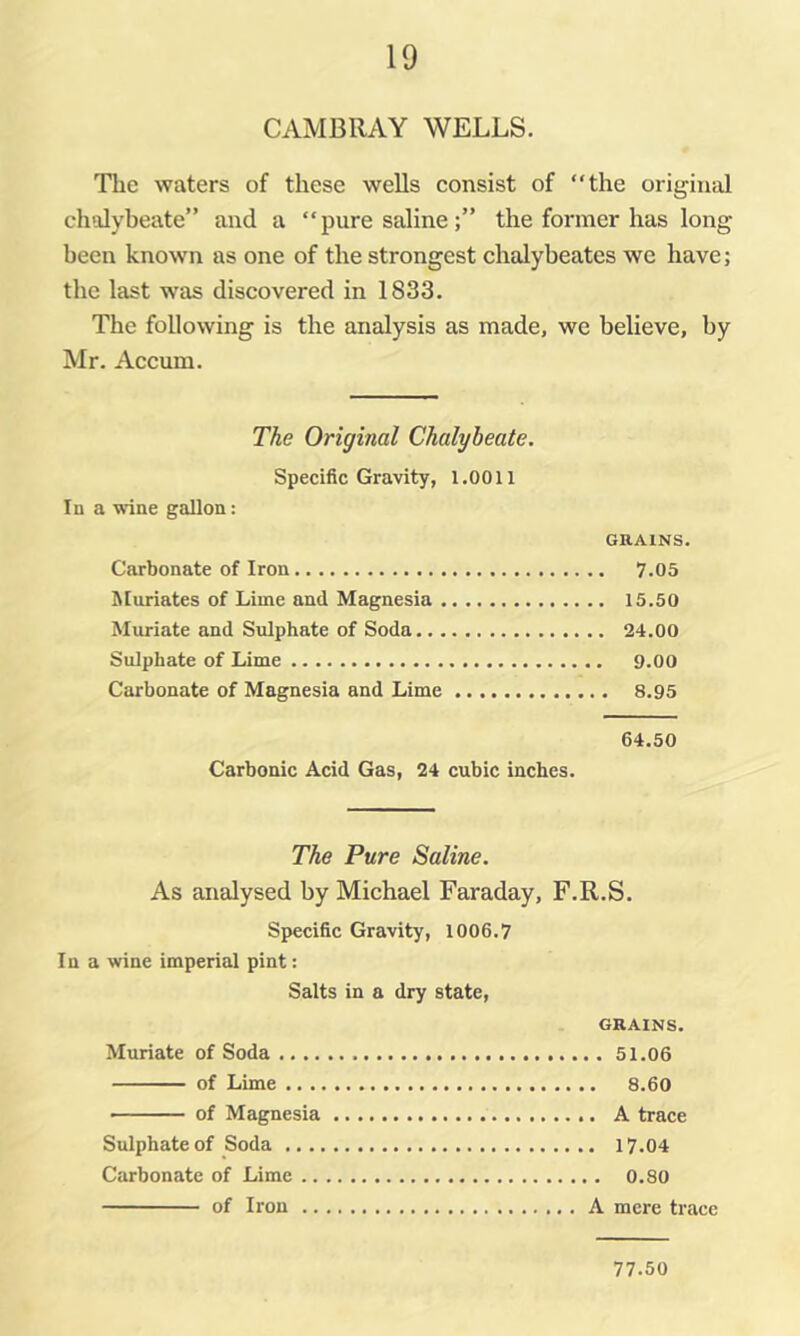 19
CAMBRAY WELLS.
The waters of these wells consist of “the original
chalybeate” and a “pure saline;” the former has long
been known as one of the strongest chalybeates we have;
the last was discovered in 1833.
The following is the analysis as made, we believe, by
Mr. Accum.
The Original Chalybeate.
Specific Gravity, 1.0011
In a wine gallon:
GRAINS.
Carbonate of Iron.................... 7.05
Muriates of Lime and Magnesia.............. 15.50
Muriate and Sulphate of Soda................ 24.00
Sulphate of Lime.......................... 9.00
Carbonate of Magnesia and Lime............. 8.95
64.50
Carbonic Acid Gas, 24 cubic inches.
The Pure Saline.
As analysed by Michael Faraday, F.R.S.
Specific Gravity, 1006.7
In a wine imperial pint:
Salts in a dry state,
GRAINS.
Muriate of Soda........................... 51.06
——— of Lime.......................... 8.60
——— of Magnesia...................... A trace
Sulphate of Soda.......................... 17.04
Carbonate of Lime......................... 0.80
——— of Iron....................... A mere trace
77.50